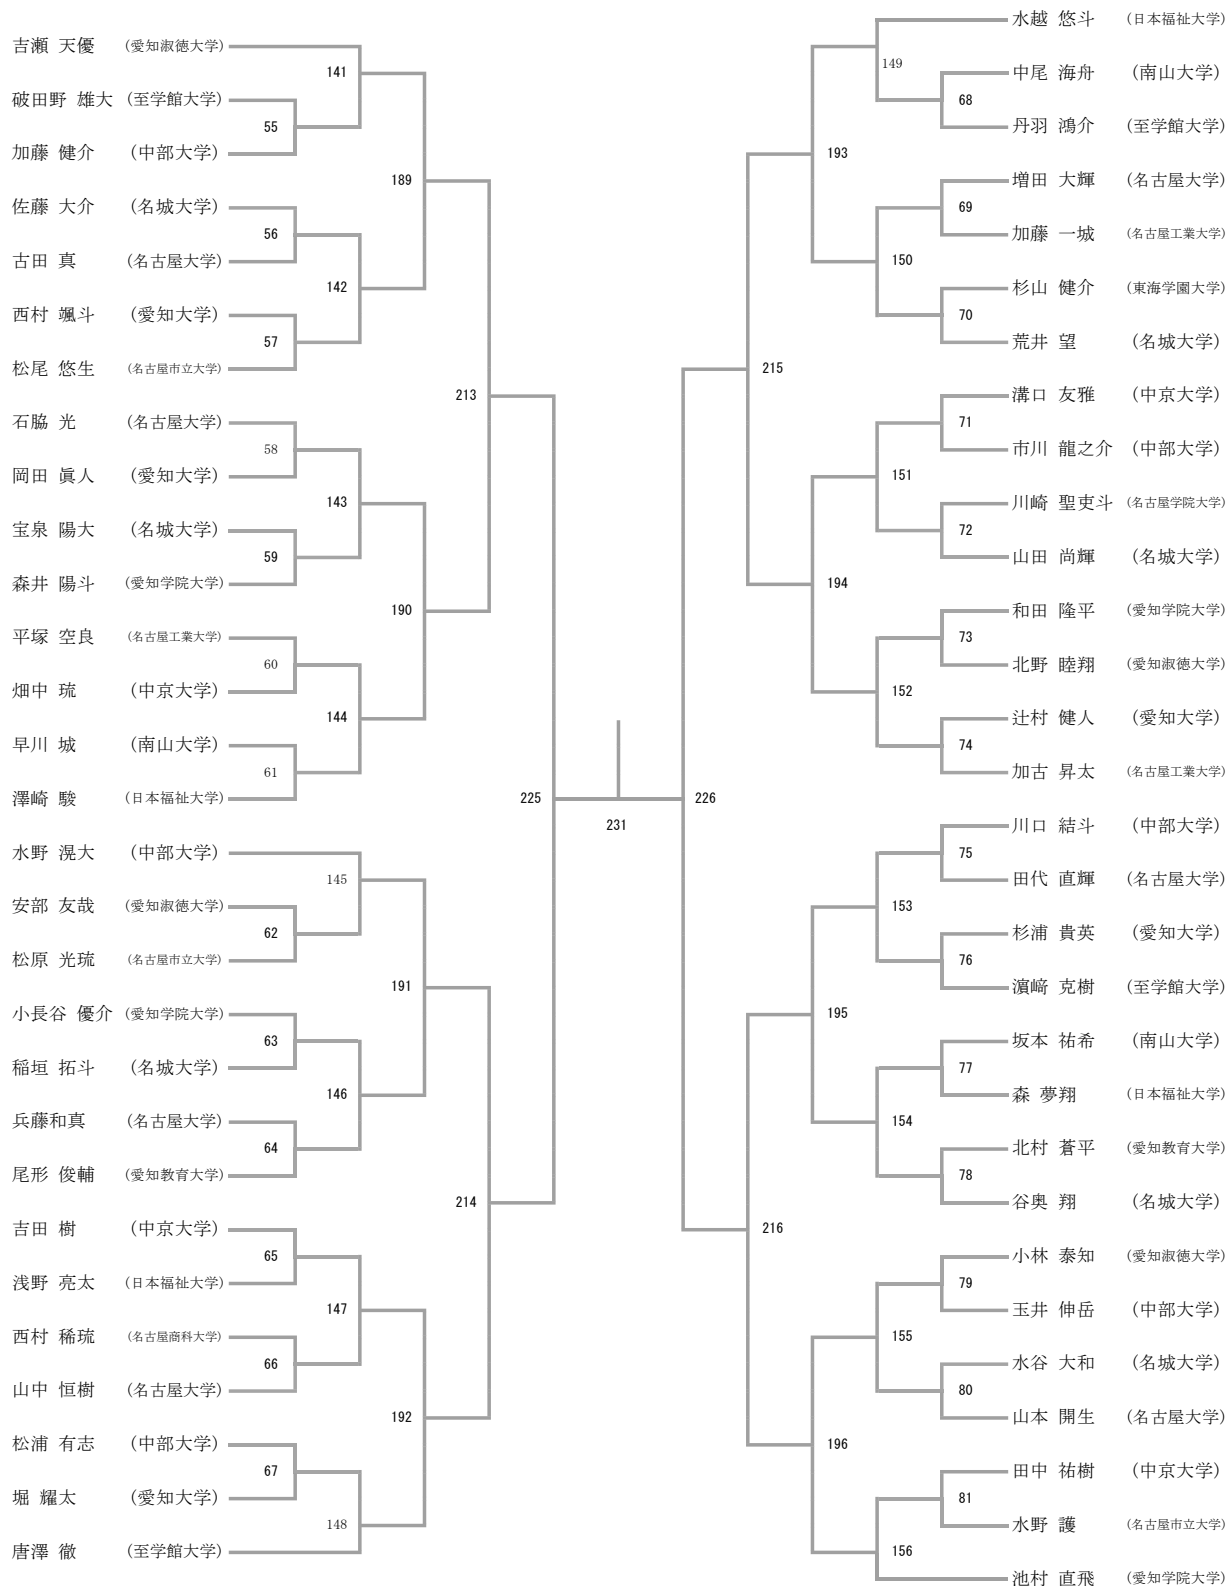 吉瀬 天優 (愛知淑徳大学)
141
破田野 雄大 (至学館大学)
55
加藤 健介 (中部大学)
189
佐藤 大介 (名城大学)
56
古田 真 (名古屋大学)
142
西村 颯斗 (愛知大学)
57
松尾 悠生 (名古屋市立大学)
213
石脇 光 (名古屋大学)
58
岡田 眞人 (愛知大学)
143
宝泉 陽大 (名城大学)
59
森井 陽斗 (愛知学院大学)
190
平塚 空良 (名古屋工業大学)
60
畑中 琉 (中京大学)
144
早川 城 (南山大学)
61
澤崎 駿 (日本福祉大学)
225
水野 滉大 (中部大学)
145
安部 友哉 (愛知淑徳大学)
62
松原 光琉 (名古屋市立大学)
191
小長谷 優介 (愛知学院大学)
63
稲垣 拓斗 (名城大学)
146
兵藤和真 (名古屋大学)
64
尾形 俊輔 (愛知教育大学)
214
吉田 樹 (中京大学)
65
浅野 亮太 (日本福祉大学)
147
西村 稀琉 (名古屋商科大学)
66
山中 恒樹 (名古屋大学)
192
松浦 有志 (中部大学)
67
堀 耀太 (愛知大学)
148
唐澤 徹 (至学館大学)
231
水越 悠斗 (日本福祉大学)
149
中尾 海舟 (南山大学)
68
丹羽 鴻介 (至学館大学)
193
増田 大輝 (名古屋大学)
69
加藤 一城 (名古屋工業大学)
150
杉山 健介 (東海学園大学)
70
荒井 望 (名城大学)
215
溝口 友雅 (中京大学)
71
市川 龍之介 (中部大学)
151
川崎 聖吏斗 (名古屋学院大学)
72
山田 尚輝 (名城大学)
194
和田 隆平 (愛知学院大学)
73
北野 睦翔 (愛知淑徳大学)
152
辻村 健人 (愛知大学)
74
加古 昇太 (名古屋工業大学)
226
川口 結斗 (中部大学)
75
田代 直輝 (名古屋大学)
153
杉浦 貴英 (愛知大学)
76
濵﨑 克樹 (至学館大学)
195
坂本 祐希 (南山大学)
77
森 夢翔 (日本福祉大学)
154
北村 蒼平 (愛知教育大学)
78
谷奥 翔 (名城大学)
216
小林 泰知 (愛知淑徳大学)
79
玉井 伸岳 (中部大学)
155
水谷 大和 (名城大学)
80
山本 開生 (名古屋大学)
196
田中 祐樹 (中京大学)
81
水野 護 (名古屋市立大学)
156
池村 直飛 (愛知学院大学)